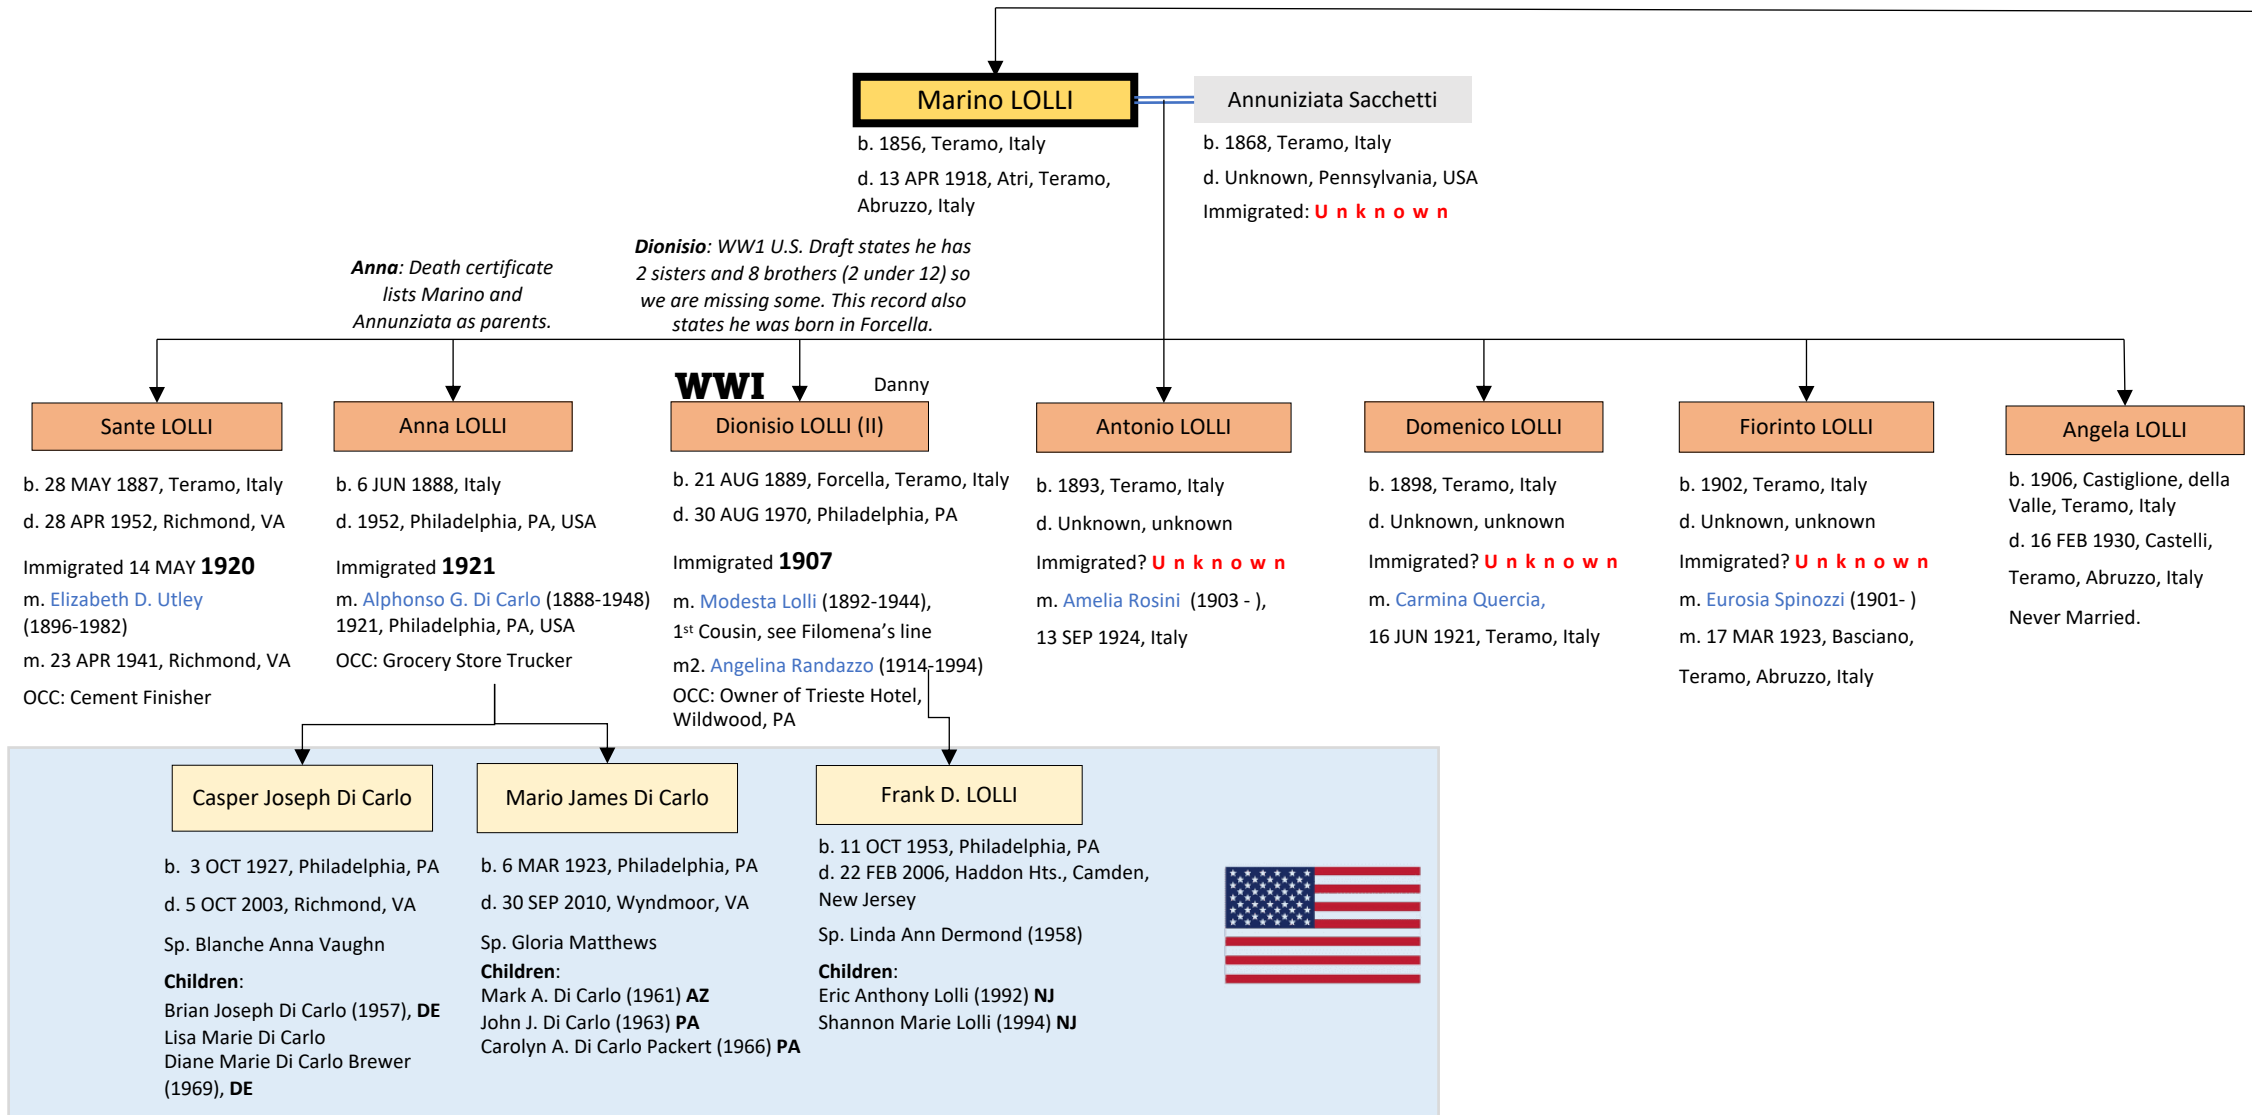 Marino LOLLI
b. 1856, Teramo, Italy
d. 13 APR 1918, Atri, Teramo,
Abruzzo, Italy
Annuniziata Sacchetti
b. 1868, Teramo, Italy
d. Unknown, Pennsylvania, USA
Immigrated: U n k n o w n
Anna: Death certificate
lists Marino and
Annunziata as parents.
Dionisio: WW1 U.S. Draft states he has
2 sisters and 8 brothers (2 under 12) so
we are missing some. This record also
states he was born in Forcella.
Sante LOLLI
b. 28 MAY 1887, Teramo, Italy
d. 28 APR 1952, Richmond, VA
Immigrated 14 MAY 1920
m. Elizabeth D. Utley
(1896-1982)
m. 23 APR 1941, Richmond, VA
OCC: Cement Finisher
Anna LOLLI
b. 6 JUN 1888, Italy
d. 1952, Philadelphia, PA, USA
Immigrated 1921
m. Alphonso G. Di Carlo (1888-1948)
1921, Philadelphia, PA, USA
OCC: Grocery Store Trucker
WWI
Danny
Dionisio LOLLI (II)
b. 21 AUG 1889, Forcella, Teramo, Italy
d. 30 AUG 1970, Philadelphia, PA
Immigrated 1907
m. Modesta Lolli (1892-1944),
1st Cousin, see Filomena's line
m2. Angelina Randazzo (1914-1994)
OCC: Owner of Trieste Hotel,
Wildwood, PA
Antonio LOLLI
b. 1893, Teramo, Italy
d. Unknown, unknown
Immigrated? U n k n o w n
m. Amelia Rosini (1903 - ),
13 SEP 1924, Italy
Domenico LOLLI
b. 1898, Teramo, Italy
d. Unknown, unknown
Immigrated? U n k n o w n
m. Carmina Quercia,
16 JUN 1921, Teramo, Italy
Fiorinto LOLLI
b. 1902, Teramo, Italy
d. Unknown, unknown
Immigrated? U n k n o w n
m. Eurosia Spinozzi (1901- )
m. 17 MAR 1923, Basciano,
Teramo, Abruzzo, Italy
Angela LOLLI
b. 1906, Castiglione, della
Valle, Teramo, Italy
d. 16 FEB 1930, Castelli,
Teramo, Abruzzo, Italy
Never Married.
Casper Joseph Di Carlo
b. 3 OCT 1927, Philadelphia, PA
d. 5 OCT 2003, Richmond, VA
Sp. Blanche Anna Vaughn
Children:
Brian Joseph Di Carlo (1957), DE
Lisa Marie Di Carlo
Diane Marie Di Carlo Brewer
(1969), DE
Mario James Di Carlo
b. 6 MAR 1923, Philadelphia, PA
d. 30 SEP 2010, Wyndmoor, VA
Sp. Gloria Matthews
Children:
Mark A. Di Carlo (1961) AZ
John J. Di Carlo (1963) PA
Carolyn A. Di Carlo Packert (1966) PA
Frank D. LOLLI
b. 11 OCT 1953, Philadelphia, PA
d. 22 FEB 2006, Haddon Hts., Camden,
New Jersey
Sp. Linda Ann Dermond (1958)
Children:
Eric Anthony Lolli (1992) NJ
Shannon Marie Lolli (1994) NJ